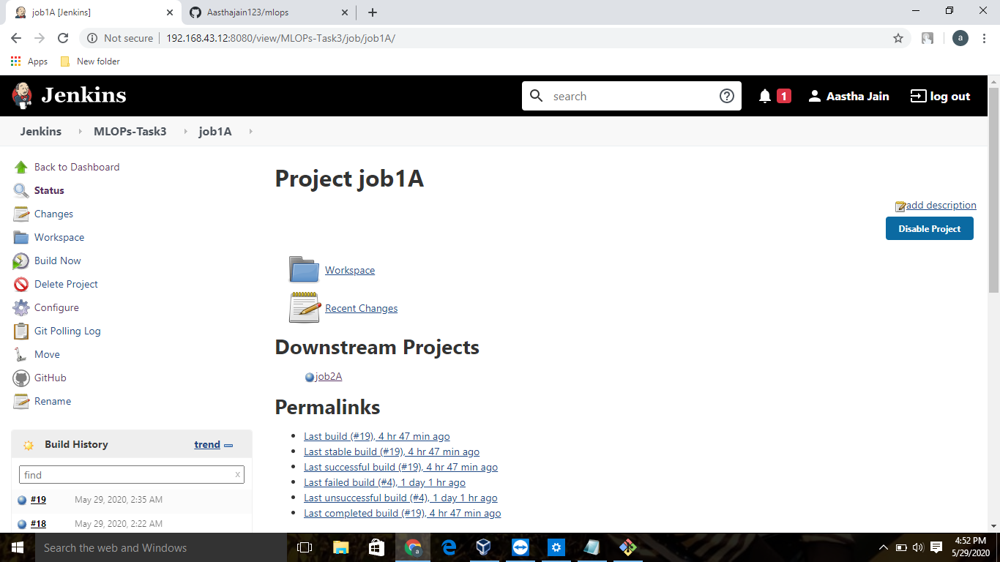 job1A [Jenkins]
Aasthajain123/mlops
Not secure
192.168.43.12:8080/view/MLOPs-Task3/job/job1A/
a
Apps
New folder
Jenkins
search
1
Aastha Jain
log out
Jenkins
MLOPs-Task3
job1A
Back to Dashboard
Status
Changes
Workspace
Build Now
Delete Project
Configure
Git Polling Log
Move
GitHub
Rename
Project job1A
add description
Disable Project
Workspace
Recent Changes
Downstream Projects
job2A
Permalinks
Last build (#19), 4 hr 47 min ago
Last stable build (#19), 4 hr 47 min ago
Last successful build (#19), 4 hr 47 min ago
Last failed build (#4), 1 day 1 hr ago
Last unsuccessful build (#4), 1 day 1 hr ago
Last completed build (#19), 4 hr 47 min ago
Build History
trend
find
x
#19 May 29, 2020, 2:35 AM
#18 May 29, 2020, 2:22 AM
Search the web and Windows
4:52 PM
5/29/2020